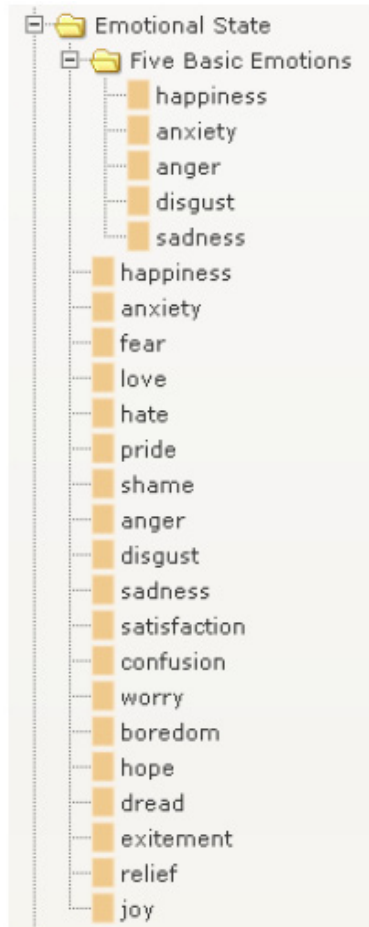 Emotional State
Five Basic Emotions
happiness
anxiety
anger
disgust
sadness
happiness
anxiety
fear
love
hate
pride
shame
anger
disgust
sadness
satisfaction
confusion
worry
boredom
hope
dread
exitement
relief
joy